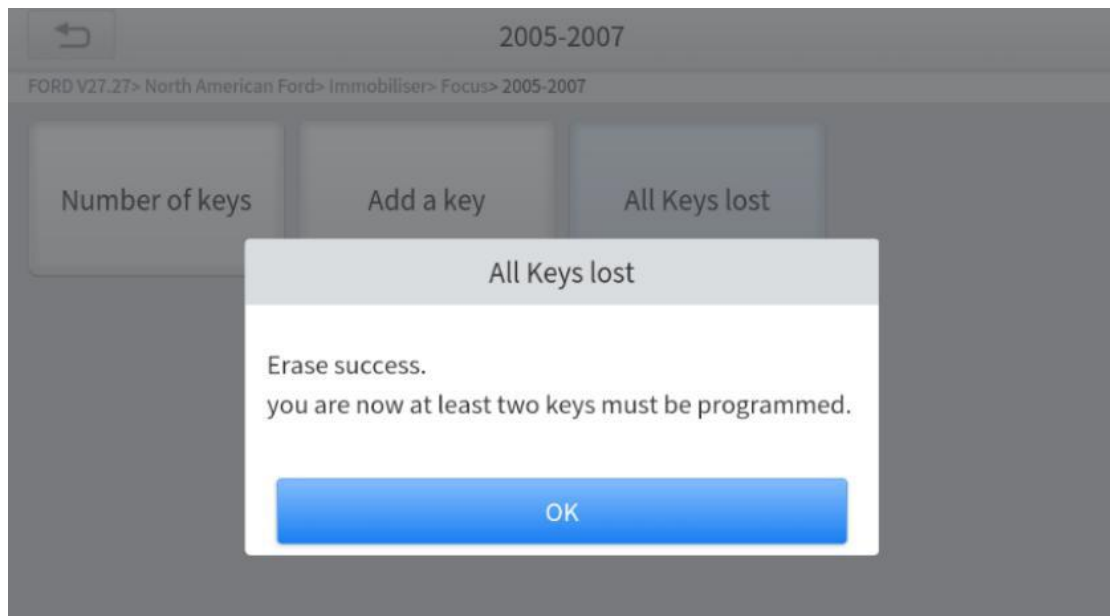 2005-2007
FORD V27.27> North American Ford> Immobiliser> Focus> 2005-2007
Number of keys
Add a key
All Keys lost
All Keys lost
Erase success.
you are now at least two keys must be programmed.
OK